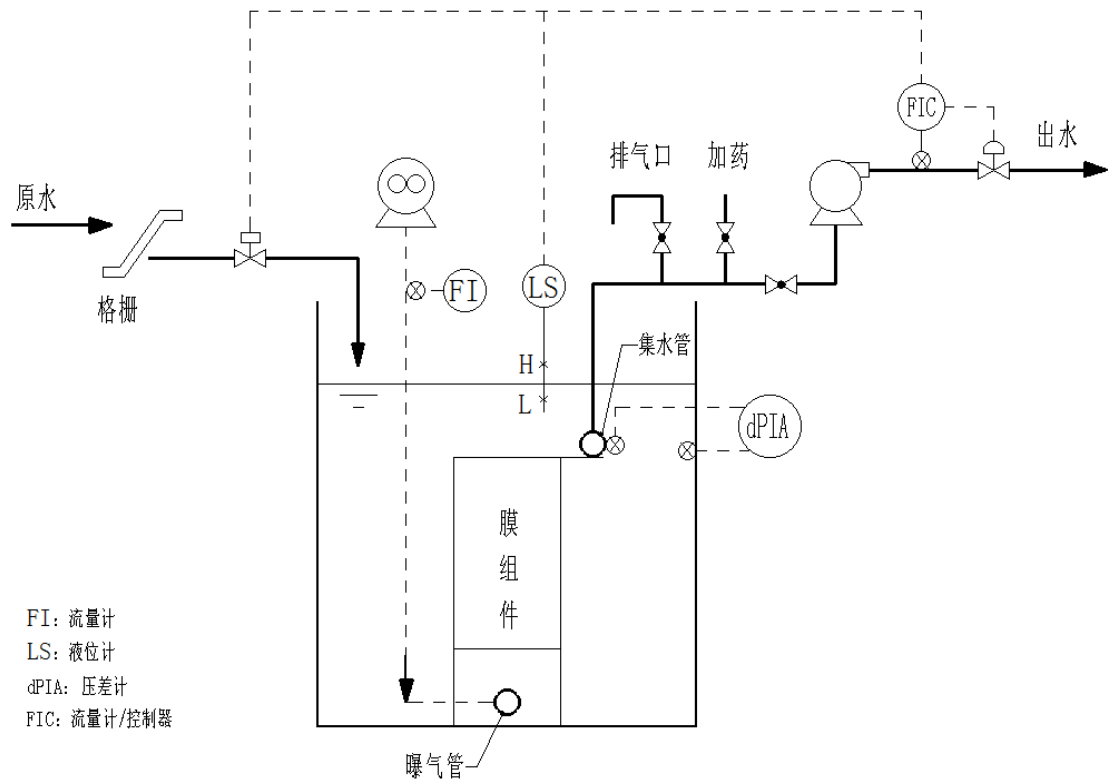 FIC
出水
排气口
加药
原水
格栅
FI
LS
集水管
H
L
dPIA
膜
组
件
FI: 流量计
LS: 液位计
dPIA: 压差计
FIC: 流量计/控制器
曝气管